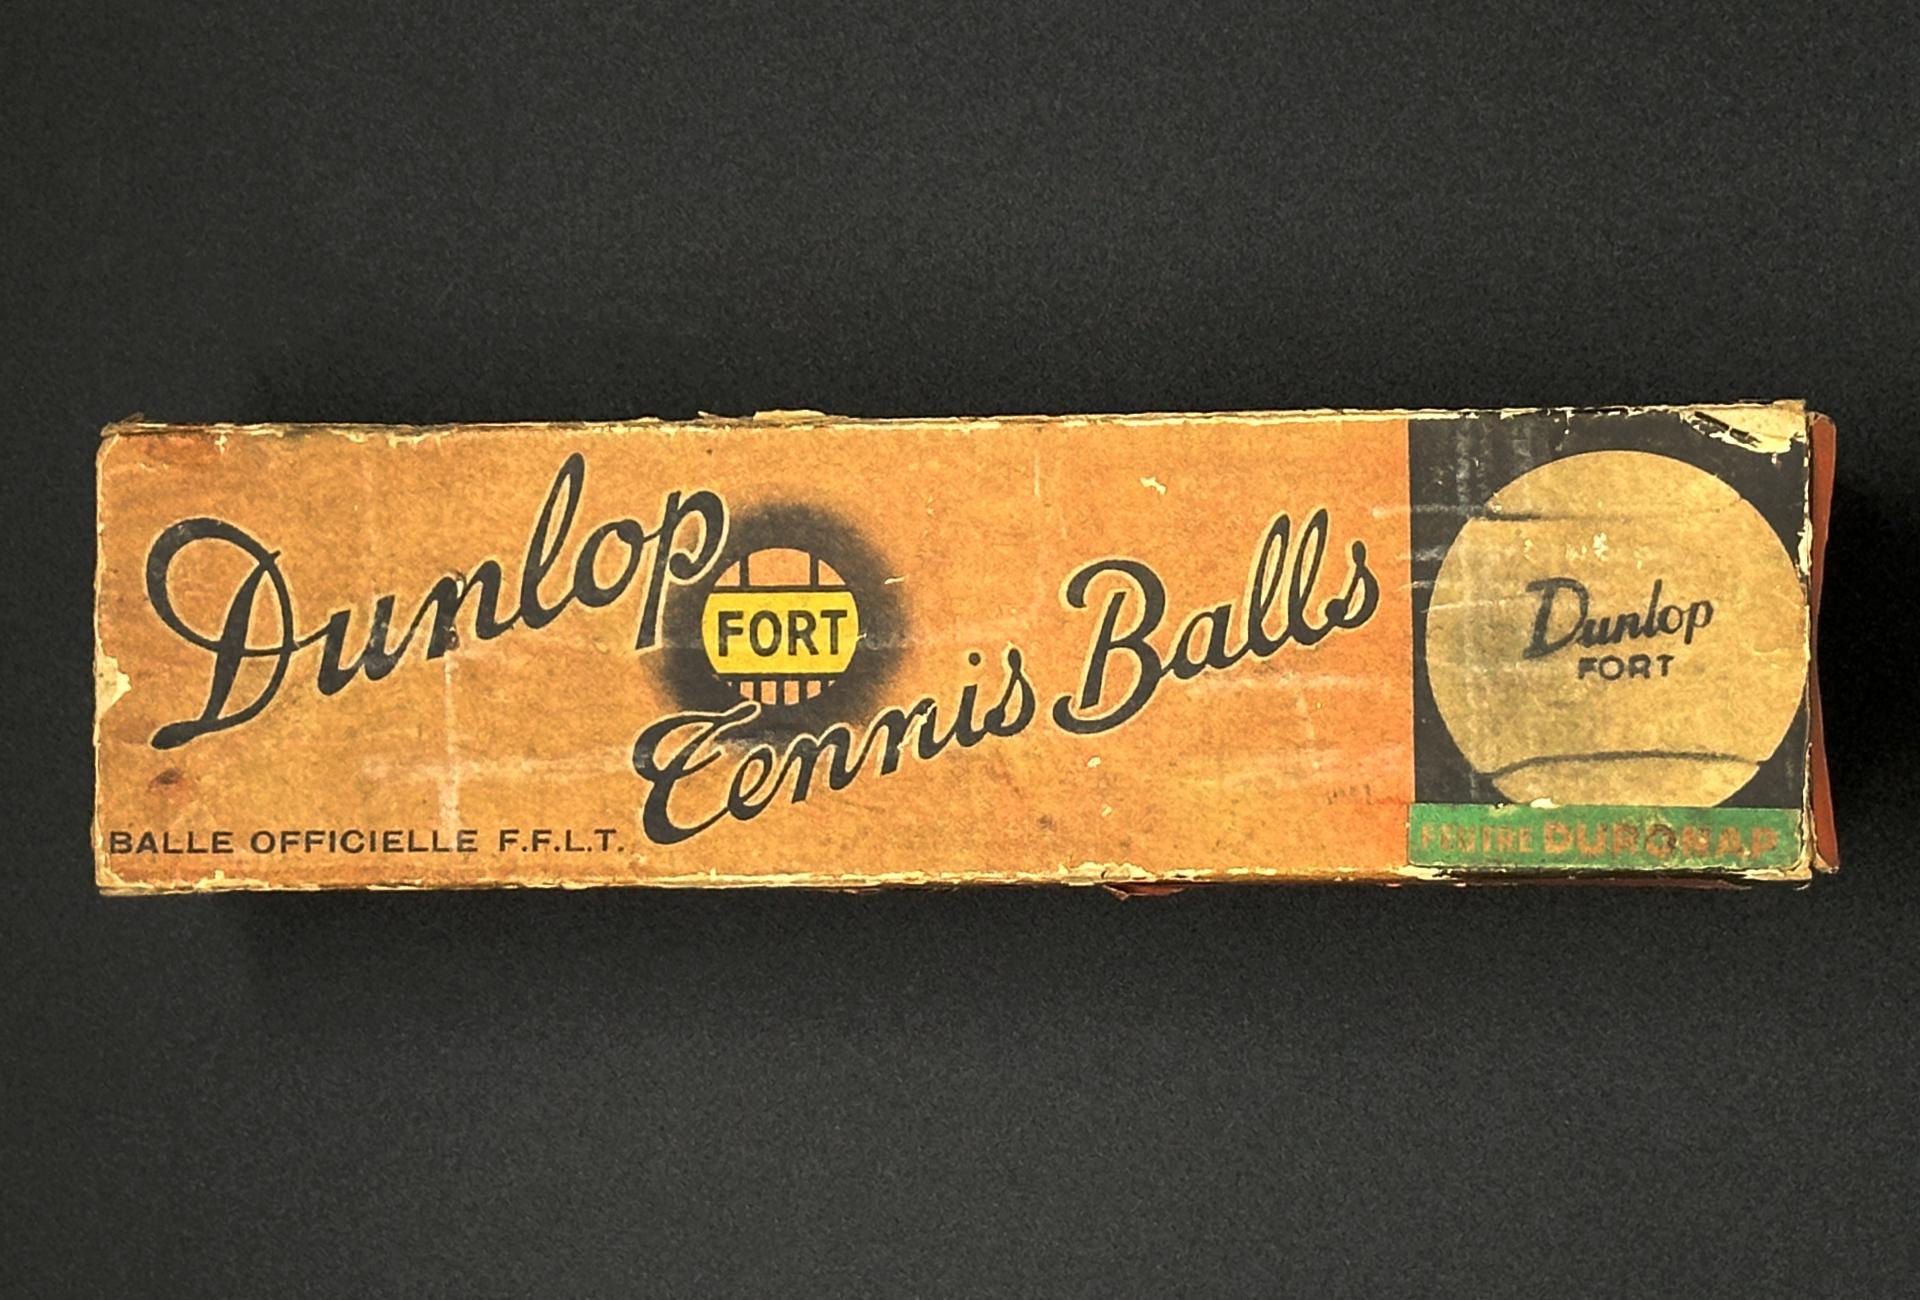 Dunlop
FORT
Tennis Balls
BALLE OFFICIELLE F.F.L.T.
Dunlop
FORT
FEUTRE DURONAP